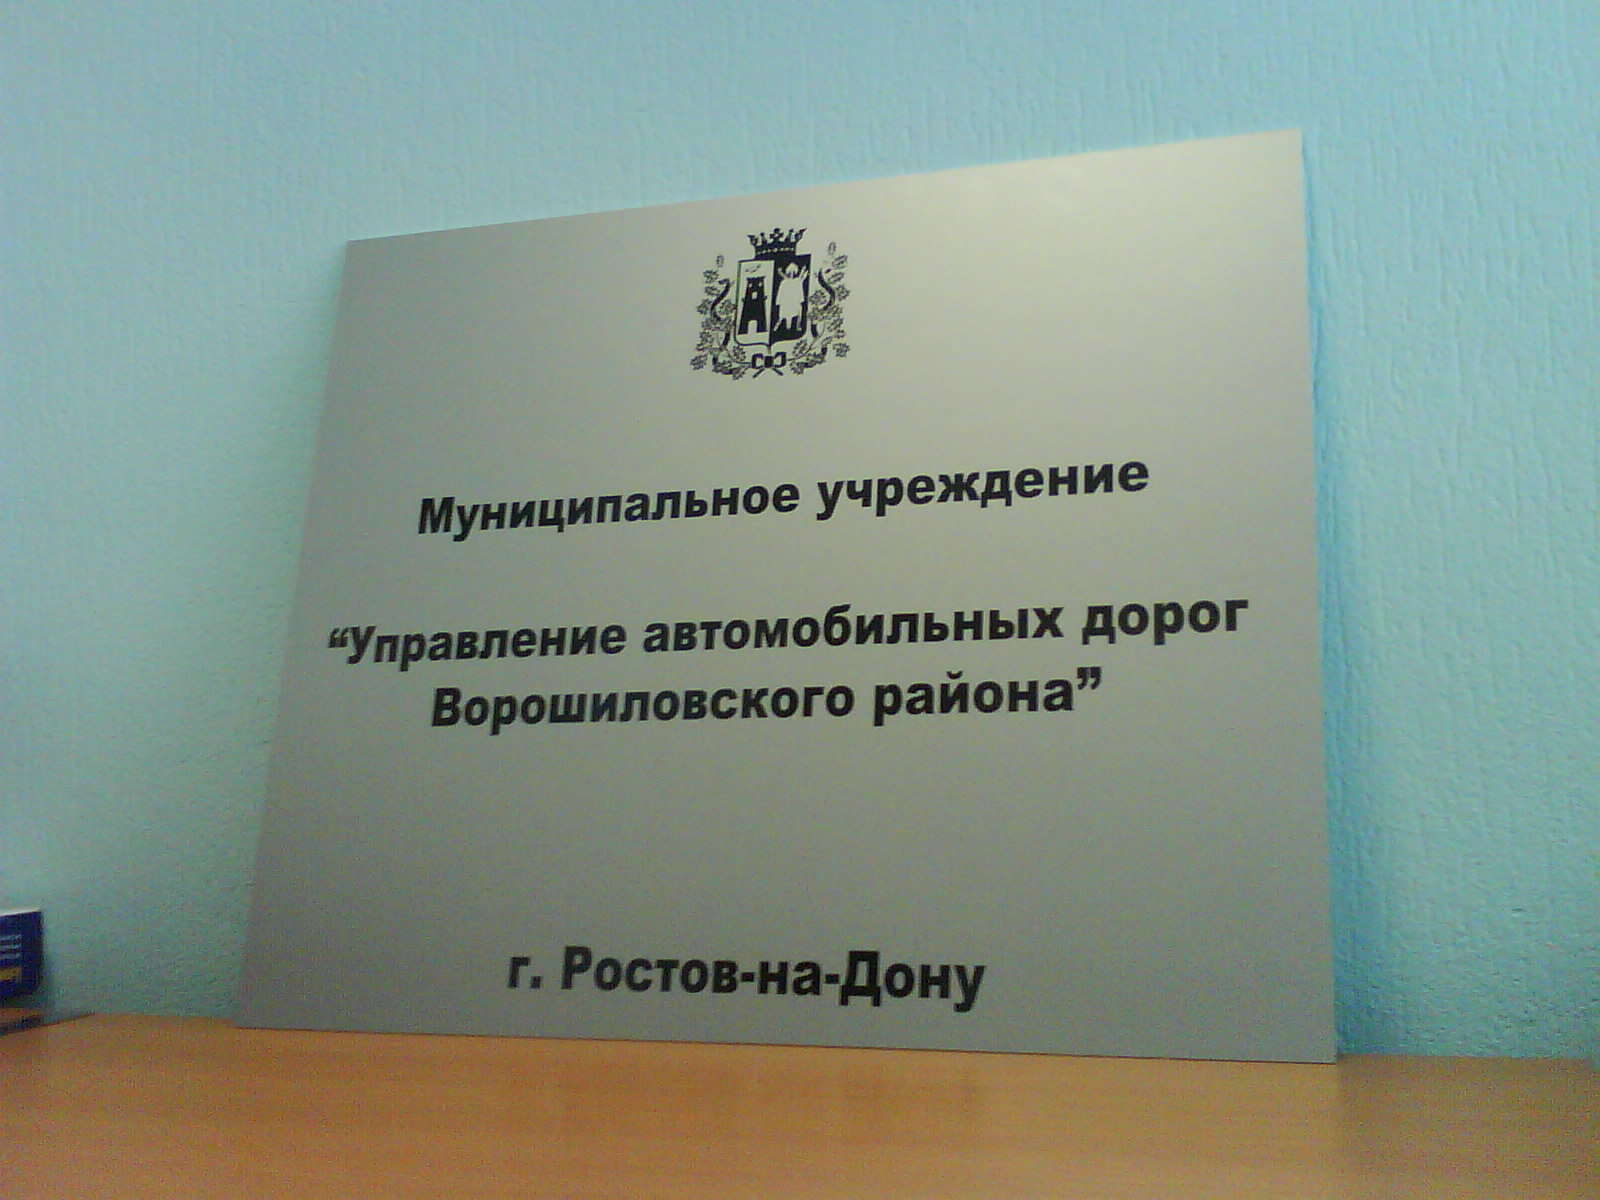 Муниципальное учреждение
“Управление автомобильных дорог
Ворошиловского района”
г. Ростов-на-Дону